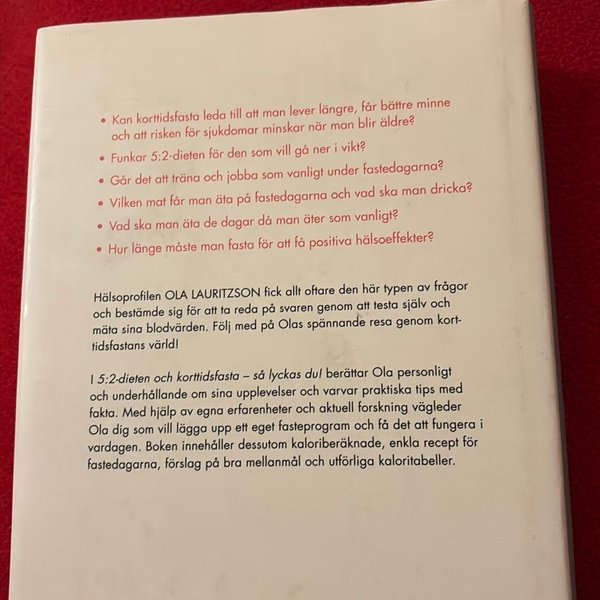 • Kan korttidsfasta leda till att man lever längre, får bättre minne
och att risken för sjukdomar minskar när man blir äldre?
• Funkar 5:2-dieten för den som vill gå ner i vikt?
• Går det att träna och jobba som vanligt under fastedagarna?
• Vilken mat får man äta på fastedagarna och vad ska man dricka?
• Vad ska man äta de dagar då man äter som vanligt?
• Hur länge måste man fasta för att få positiva hälsoeffekter?
Hälsoprofilen OLA LAURITZSON fick allt oftare den här typen av frågor
och bestämde sig för att ta reda på svaren genom att testa själv och
mäta sina blodvärden. Följ med på Olas spännande resa genom kort-
tidsfastans värld!
I 5:2-dieten och korttidsfasta – så lyckas du! berättar Ola personligt
och underhållande om sina upplevelser och varvar praktiska tips med
fakta. Med hjälp av egna erfarenheter och aktuell forskning vägleder
Ola dig som vill lägga upp ett eget fasteprogram och få det att fungera i
vardagen. Boken innehåller dessutom kaloriberäknade, enkla recept för
fastedagarna, förslag på bra mellanmål och utförliga kaloritabeller.